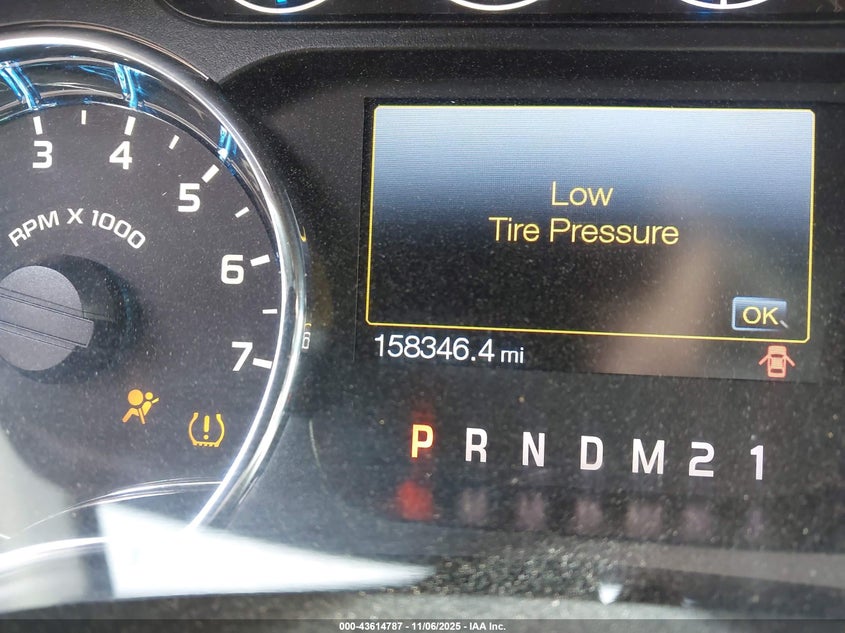 3
4
5
6
7
RPM X 1000
Low
Tire Pressure
OK
158346.4 mi
P R N D M 2 1
000-43614787 - 11/06/2025 - IAA Inc.